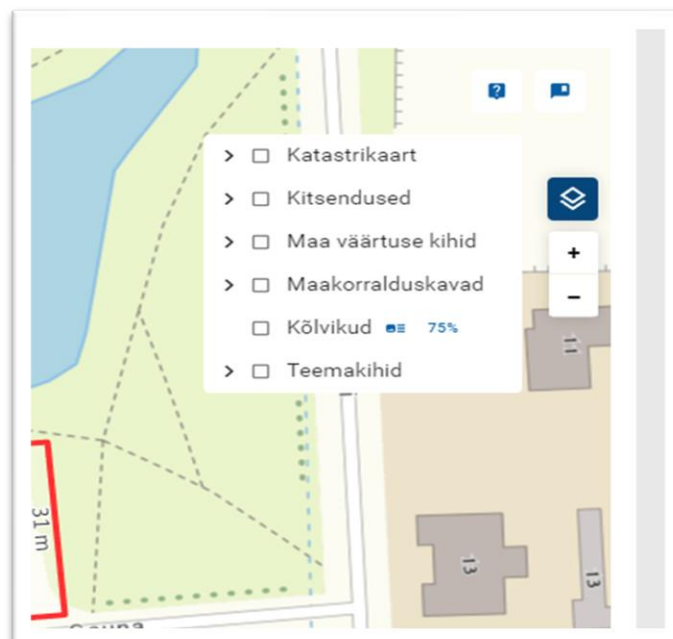 Katastrikaart
Kitsendused
Maa väärtuse kihid
Maakorralduskavad
Kõlvikud 75%
Teemakihid
+
−
11
31 m
13
13